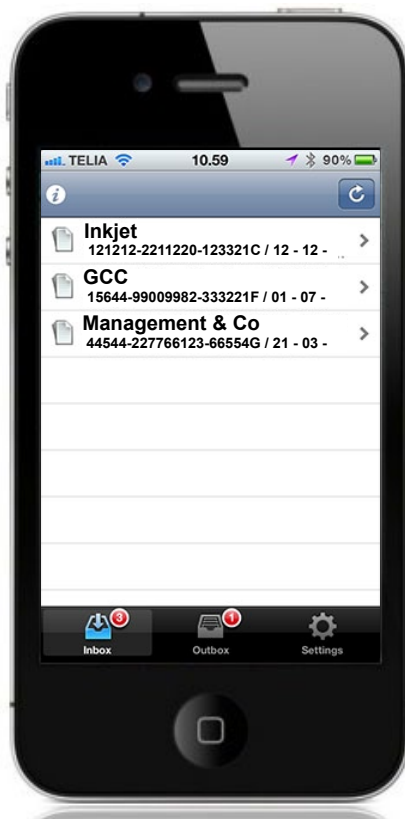 TELIA 10.59 90%
i
Inkjet
121212-2211220-123321C / 12 - 12 -
GCC
15644-99009982-333221F / 01 - 07 -
Management & Co
44544-227766123-66554G / 21 - 03 -
3 1
Inbox Outbox Settings